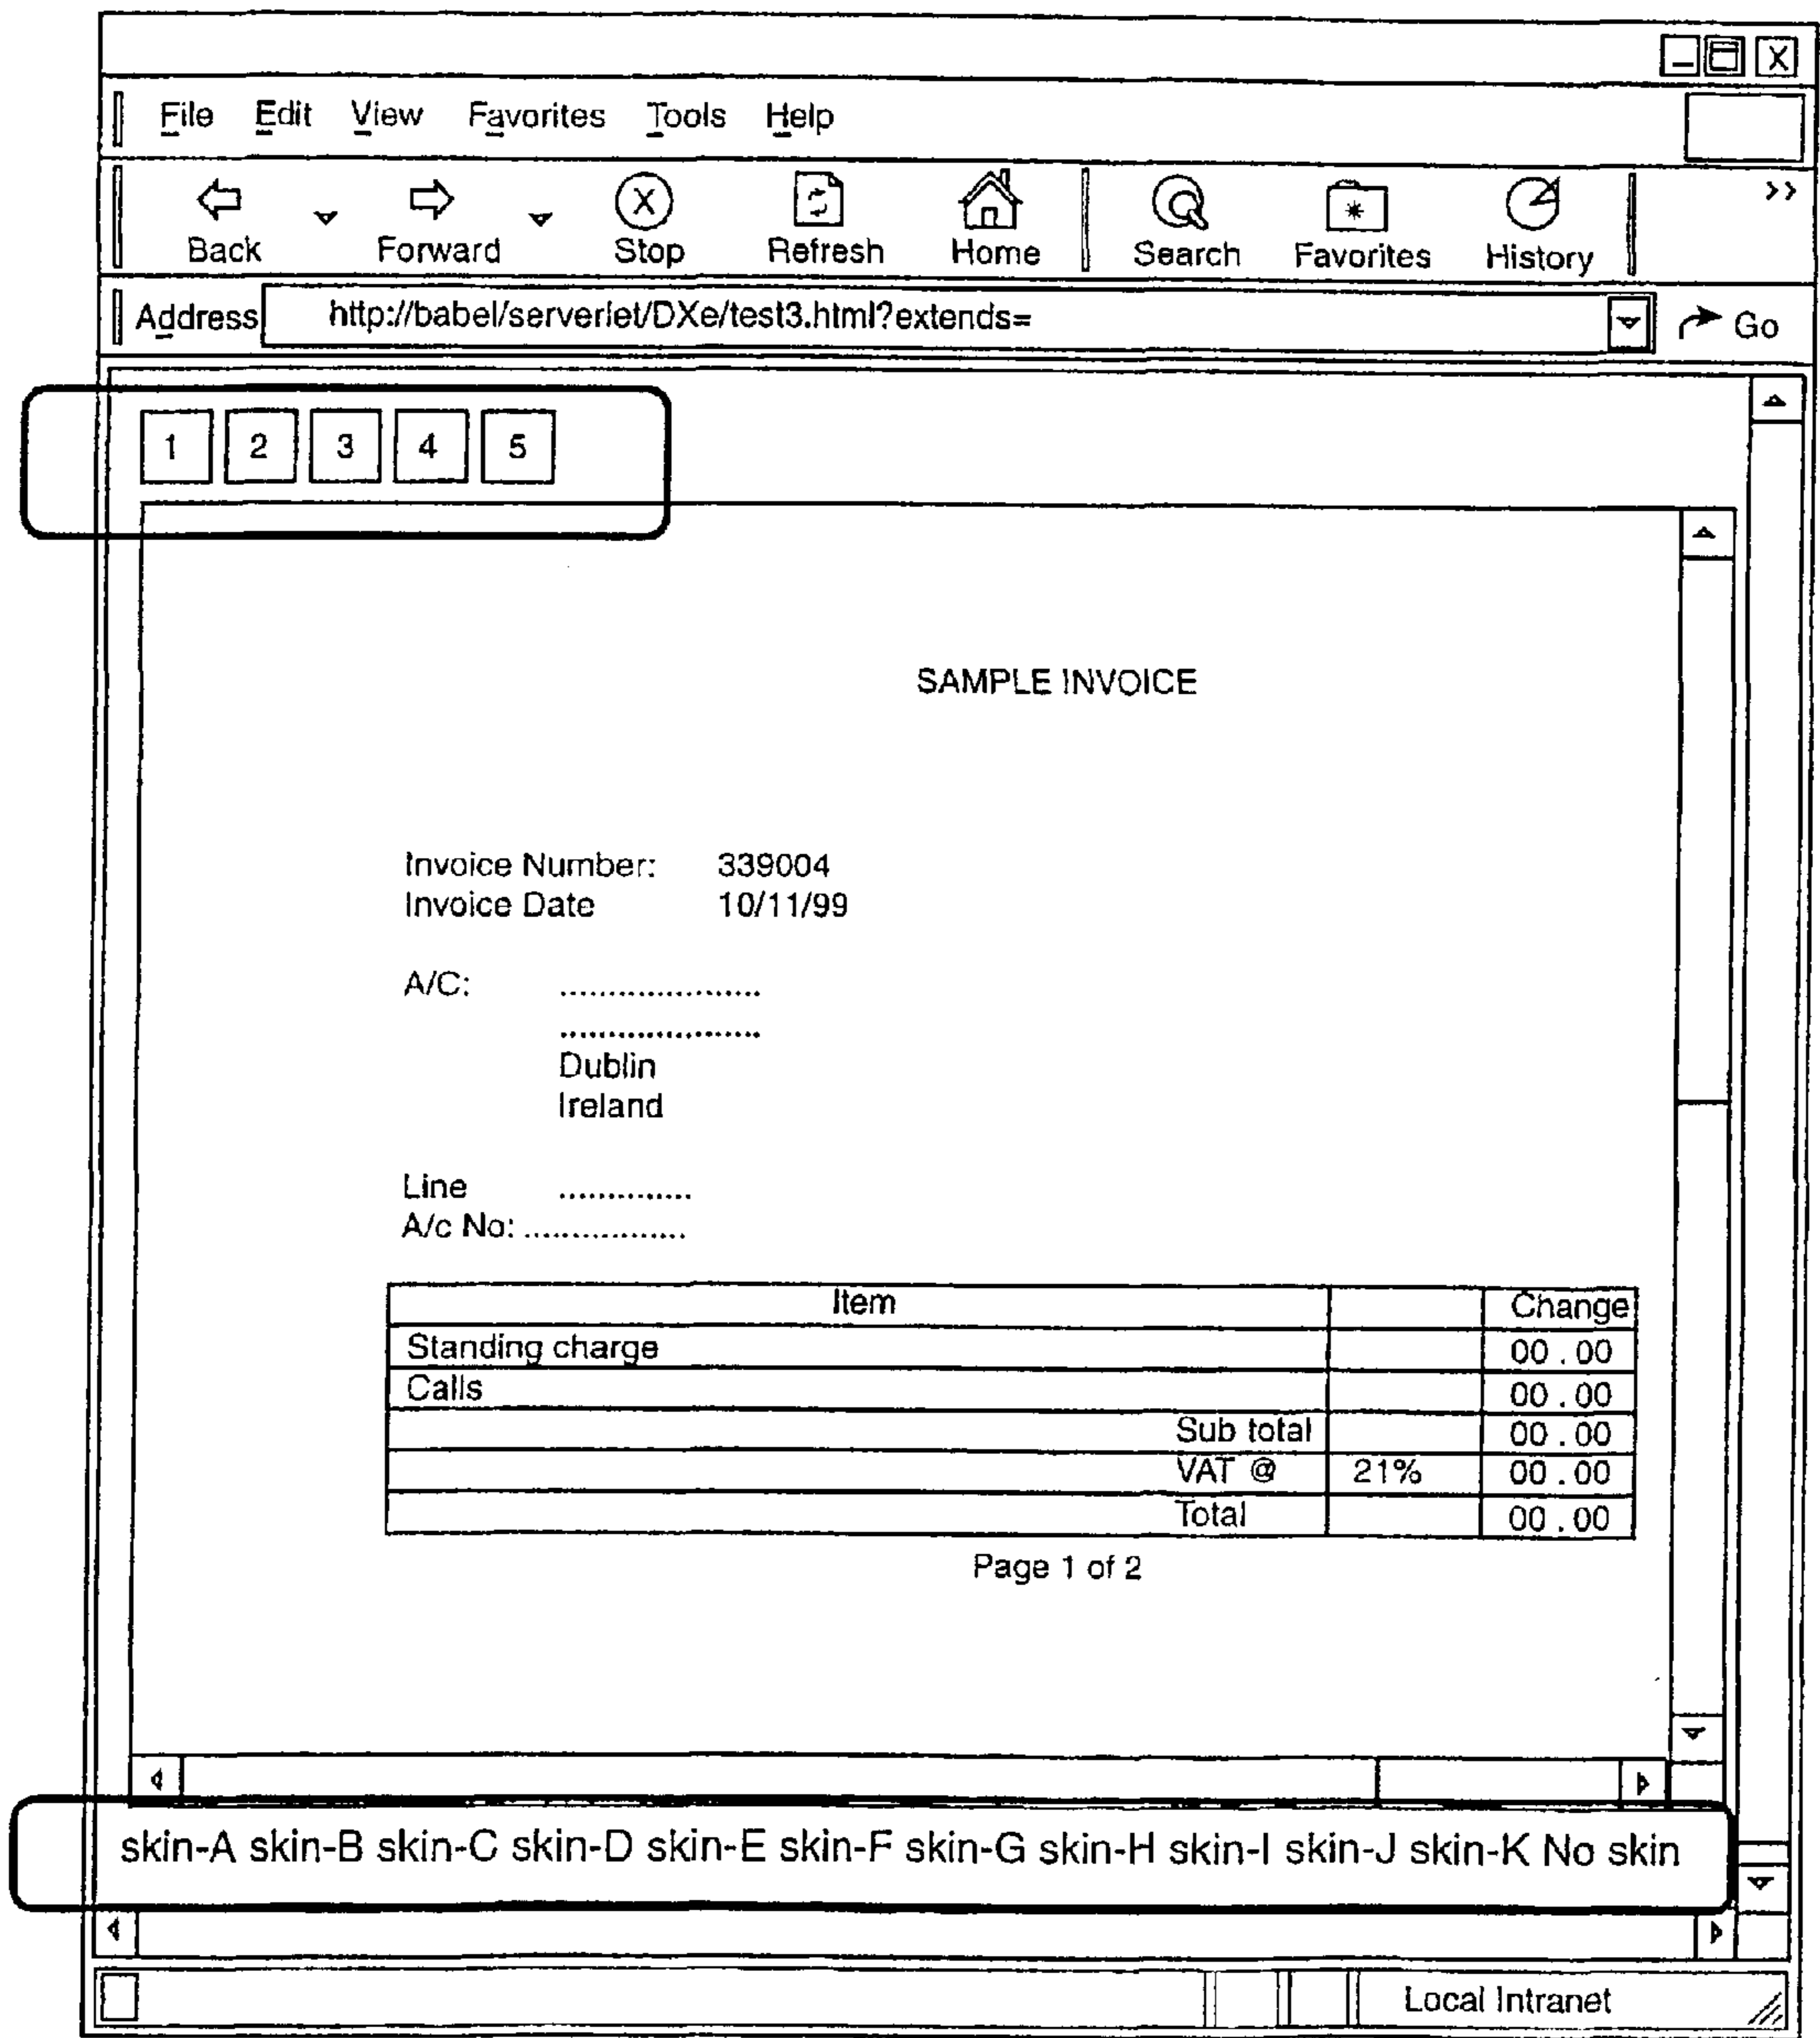 X
File Edit View Favorites Tools Help
X >>
Back Forward Stop Refresh Home Search Favorites History
Address http://babel/serverlet/DXe/test3.html?extends= Go
1 2 3 4 5
SAMPLE INVOICE
Invoice Number: 339004
Invoice Date 10/11/99
A/C: .....................
.....................
Dublin
Ireland
Line ..............
A/c No: .................
Item Change
Standing charge 00.00
Calls 00.00
Sub total 00.00
VAT @ 21% 00.00
Total 00.00
Page 1 of 2
skin-A skin-B skin-C skin-D skin-E skin-F skin-G skin-H skin-I skin-J skin-K No skin
Local Intranet